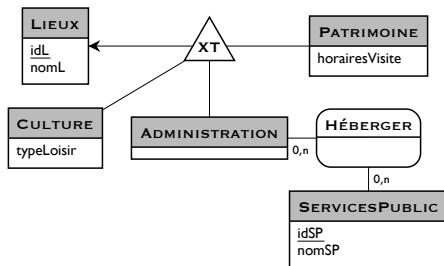 LIEUX
idL
nomL
XT
PATRIMOINE
horairesVisite
CULTURE
typeLoisir
ADMINISTRATION
0,n
HÉBERGER
0,n
SERVICESPUBLIC
idSP
nomSP